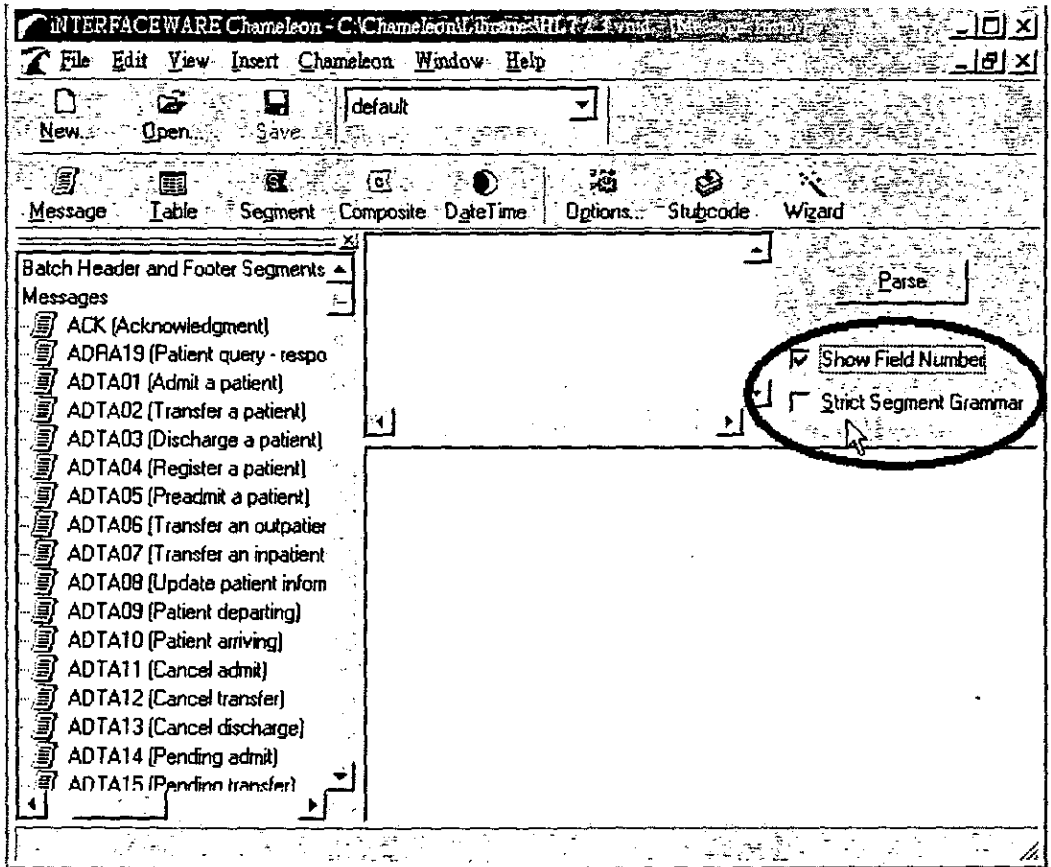 iNTERFACEWARE Chameleon - C:\Chameleon\Libraries\HL7
File Edit View Insert Chameleon Window Help
New... Open... Save default
Message Table Segment Composite DateTime Options... Stubcode Wizard
Batch Header and Footer Segments
Messages
ACK (Acknowledgment)
ADRA19 (Patient query - respo
ADTA01 (Admit a patient)
ADTA02 (Transfer a patient)
ADTA03 (Discharge a patient)
ADTA04 (Register a patient)
ADTA05 (Preadmit a patient)
ADTA06 (Transfer an outpatier
ADTA07 (Transfer an inpatient
ADTA08 (Update patient inform
ADTA09 (Patient departing)
ADTA10 (Patient arriving)
ADTA11 (Cancel admit)
ADTA12 (Cancel transfer)
ADTA13 (Cancel discharge)
ADTA14 (Pending admit)
ADTA15 (Pending transfer)
Parse
Show Field Number
Strict Segment Grammar